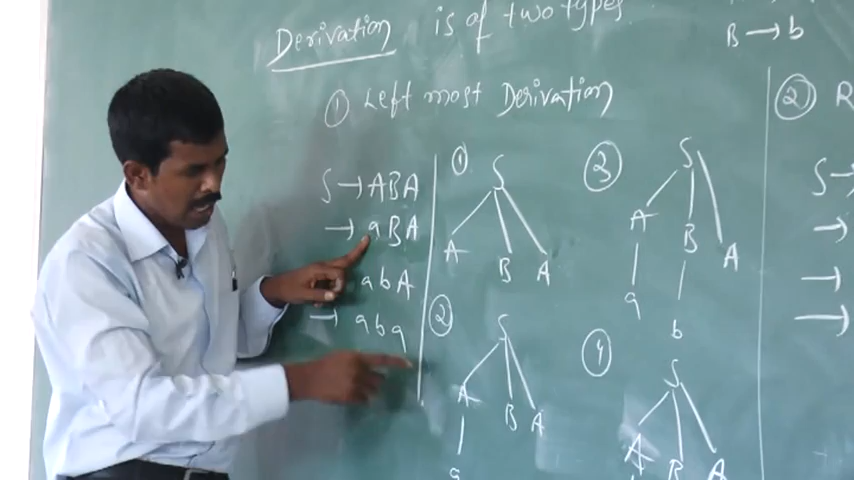 Derivation is of two types
B → b
① Left most Derivation
② R
S → ABA
→ aBA
abA
→ aba
①
S
A B A
②
S
A B A
a
③
S
A B A
a b
④
S
A B A
S →
→
→
→